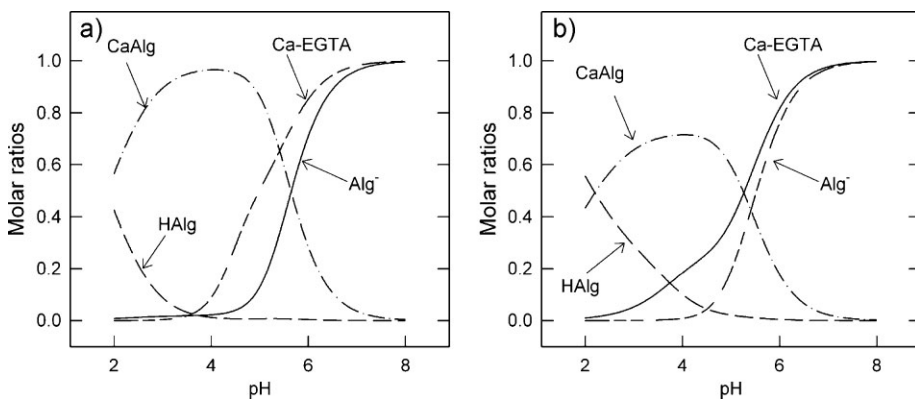 a)
CaAlg
Ca-EGTA
HAlg
Alg⁻
Molar ratios
1.0
0.8
0.6
0.4
0.2
0.0
2 4 6 8
pH
b)
CaAlg
Ca-EGTA
HAlg
Alg⁻
Molar ratios
1.0
0.8
0.6
0.4
0.2
0.0
2 4 6 8
pH